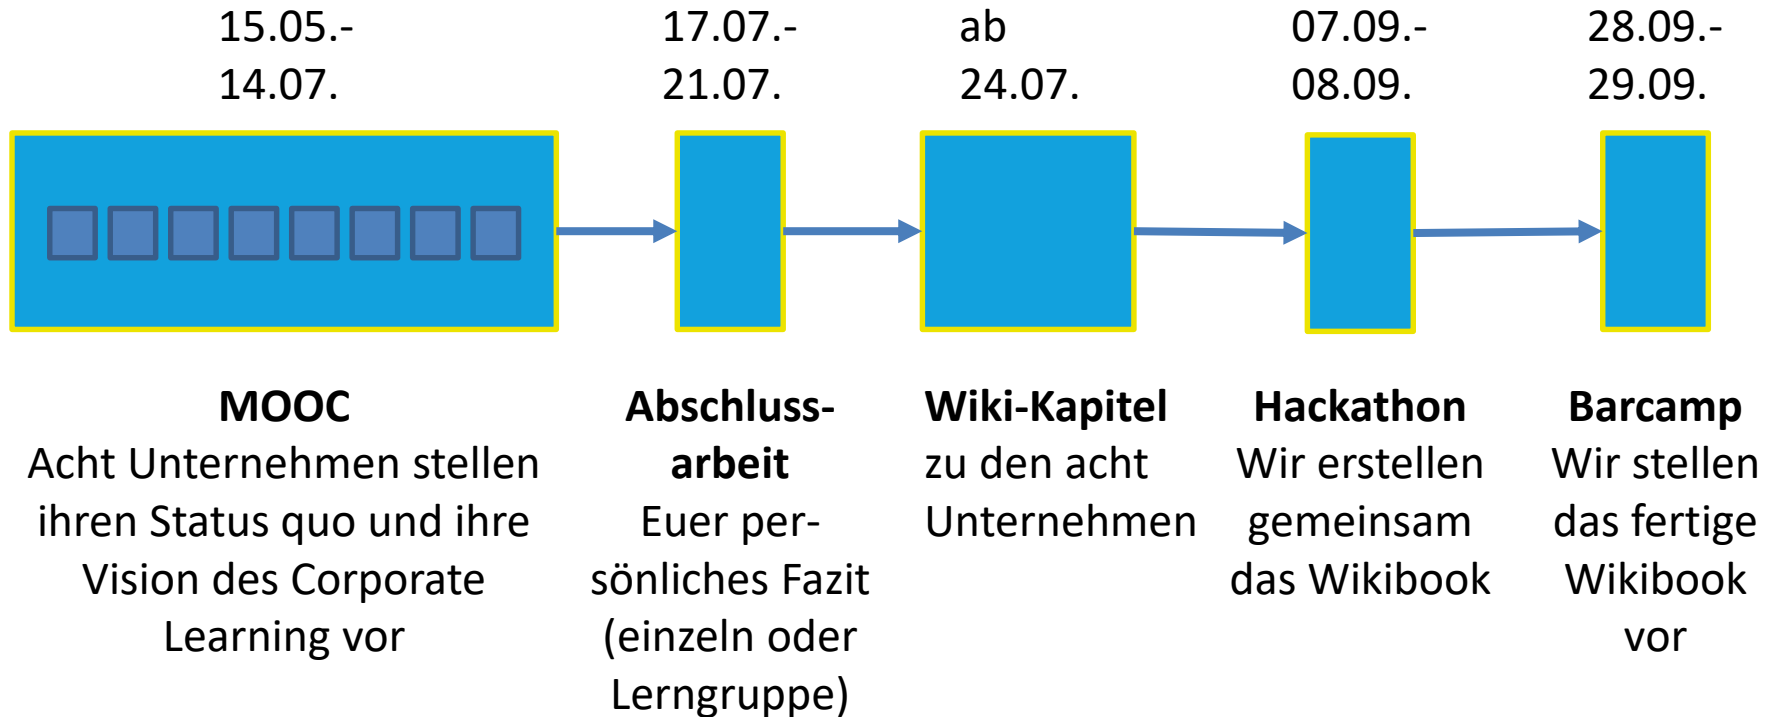 15.05.-
14.07.
17.07.-
21.07.
ab
24.07.
07.09.-
08.09.
28.09.-
29.09.
MOOC
Acht Unternehmen stellen
ihren Status quo und ihre
Vision des Corporate
Learning vor
Abschluss-
arbeit
Euer per-
sönliches Fazit
(einzeln oder
Lerngruppe)
Wiki-Kapitel
zu den acht
Unternehmen
Hackathon
Wir erstellen
gemeinsam
das Wikibook
Barcamp
Wir stellen
das fertige
Wikibook
vor